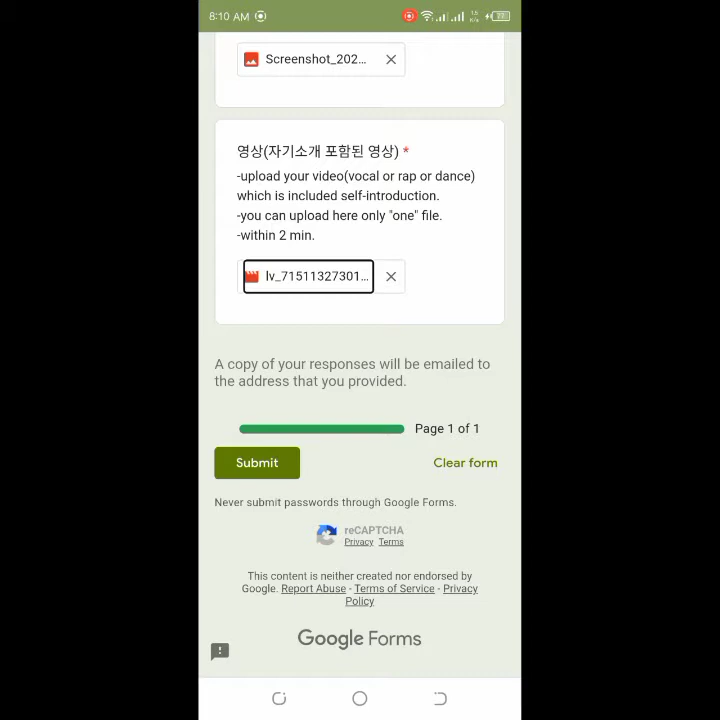 8:10 AM
1.5
K/s
77
Screenshot_202...
영상(자기소개 포함된 영상) *
-upload your video(vocal or rap or dance)
which is included self-introduction.
-you can upload here only "one" file.
-within 2 min.
lv_71511327301...
A copy of your responses will be emailed to
the address that you provided.
Page 1 of 1
Submit
Clear form
Never submit passwords through Google Forms.
reCAPTCHA
Privacy Terms
This content is neither created nor endorsed by
Google. Report Abuse - Terms of Service - Privacy
Policy
Google Forms